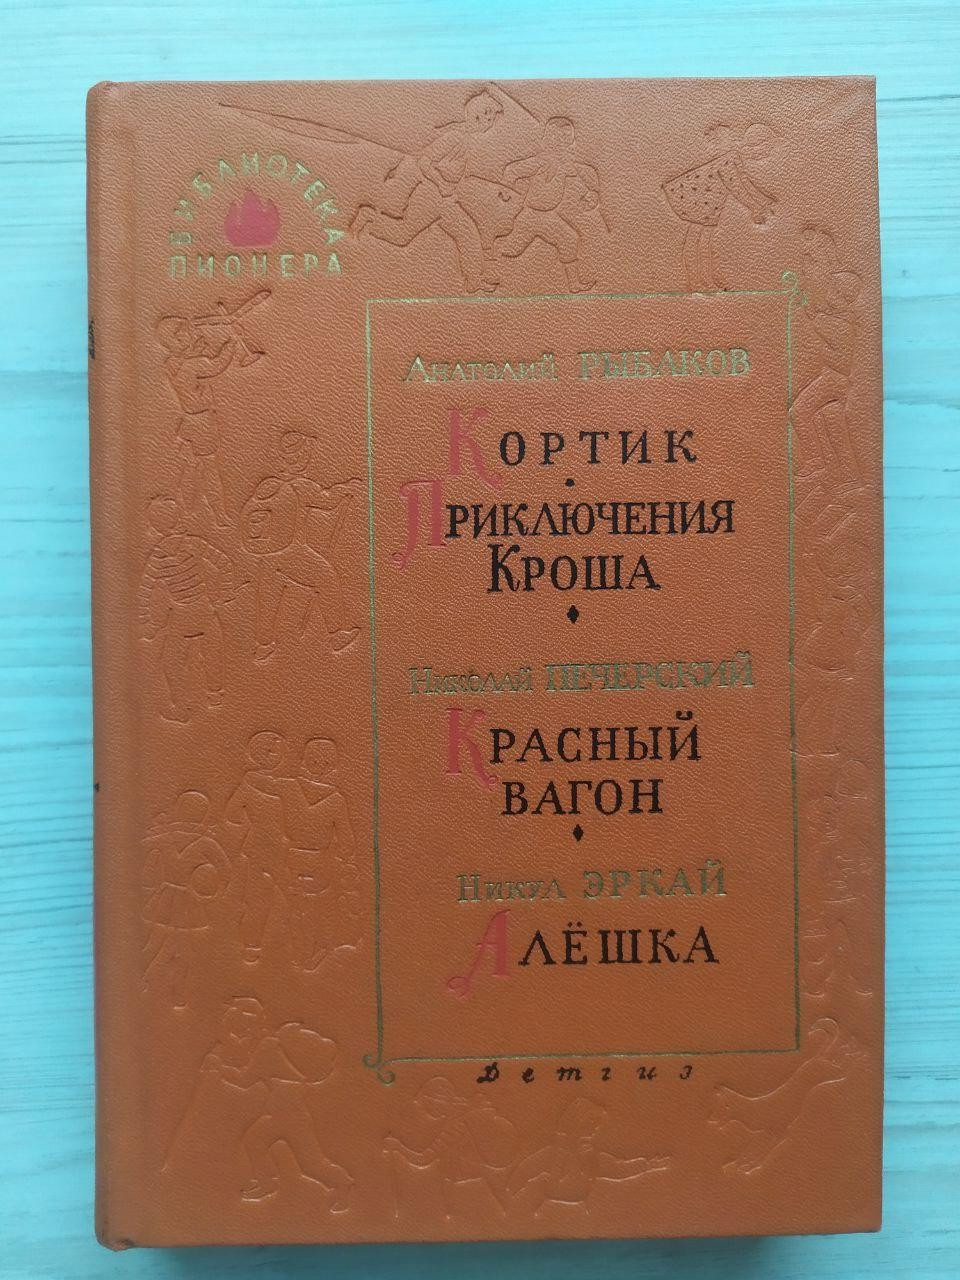 БИБЛИОТЕКА
ПИОНЕРА
Анатолий РЫБАКОВ
КОРТИК
ПРИКЛЮЧЕНИЯ
КРОША
Николай ПЕЧЕРСКИЙ
КРАСНЫЙ
ВАГОН
Никул ЭРКАЙ
АЛЁШКА
Детгиз